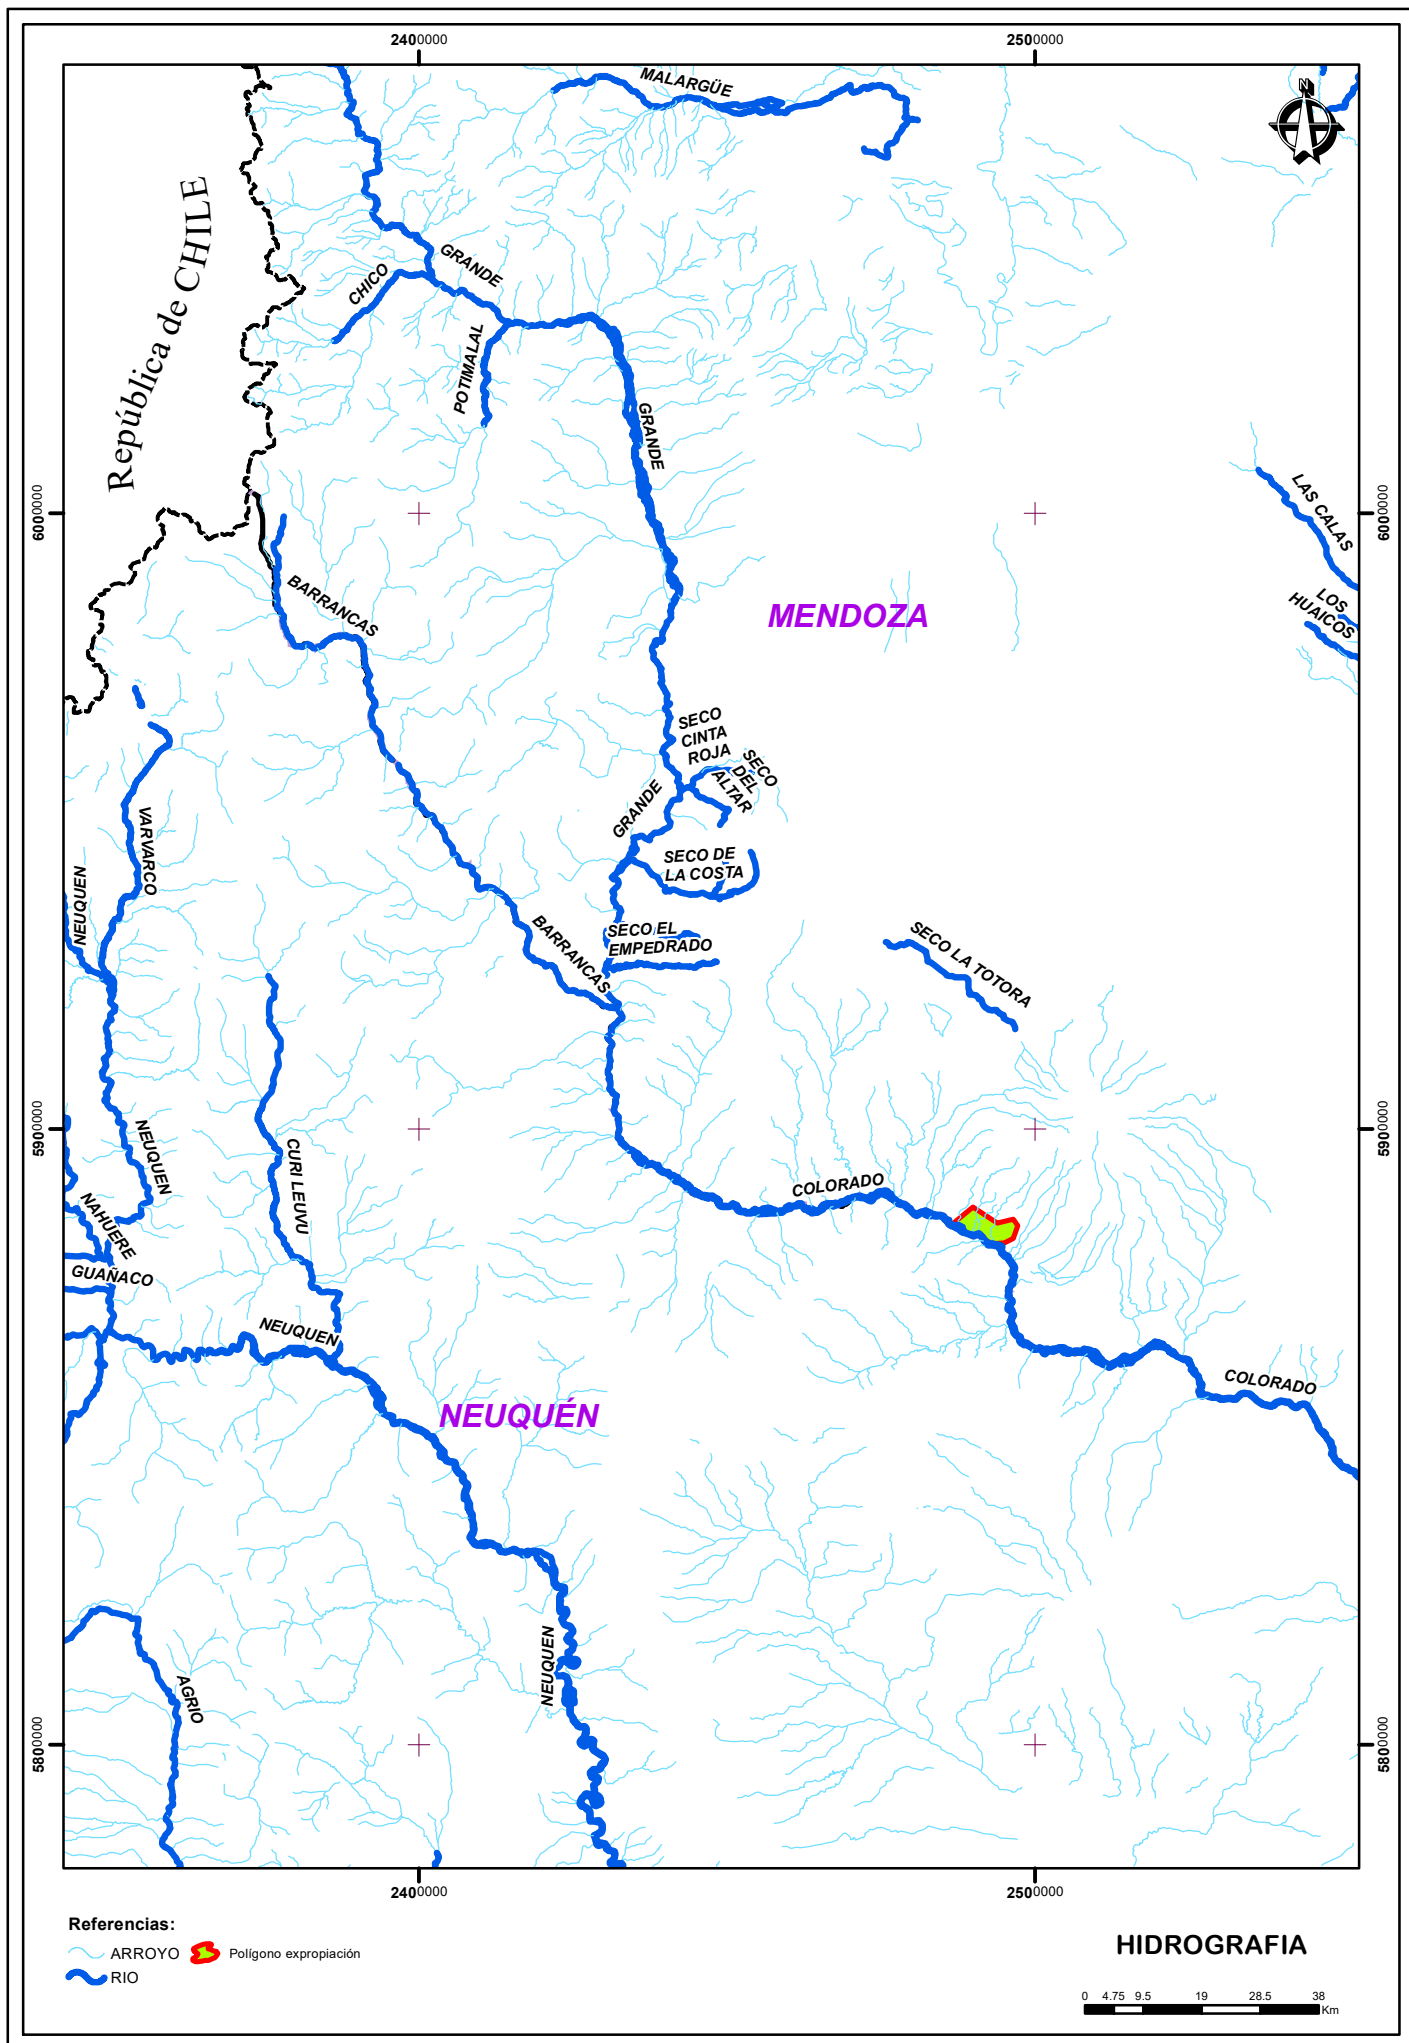 2400000
2500000
N
MALARGÜE
República de CHILE
GRANDE
CHICO
POTIMALAL
GRANDE
LAS CALAS
6000000
6000000
BARRANCAS
LOS
HUAICOS
MENDOZA
SECO
CINTA
ROJA
SECO
DEL
ALTAR
GRANDE
VARVARCO
SECO DE
LA COSTA
NEUQUEN
BARRANCAS
SECO EL
EMPEDRADO
SECO LA TOTORA
5900000
5900000
NEUQUEN
CURI LEUVU
COLORADO
NAHUERE
GUAÑACO
NEUQUEN
COLORADO
NEUQUÉN
NEUQUEN
AGRIO
5800000
5800000
2400000
2500000
Referencias:
ARROYO
Polígono expropiación
RIO
HIDROGRAFIA
0 4.75 9.5 19 28.5 38
Km